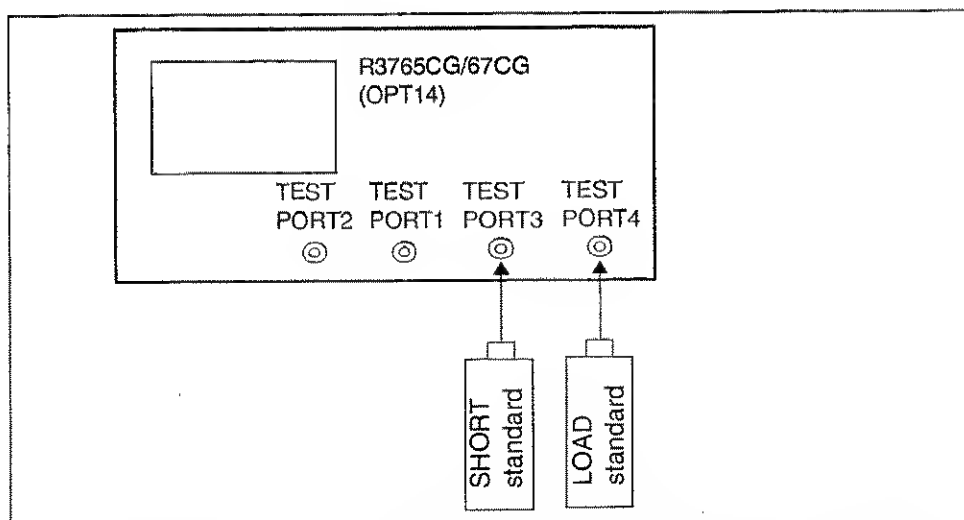 R3765CG/67CG
(OPT14)
TEST TEST TEST TEST
PORT2 PORT1 PORT3 PORT4
SHORT
standard
LOAD
standard